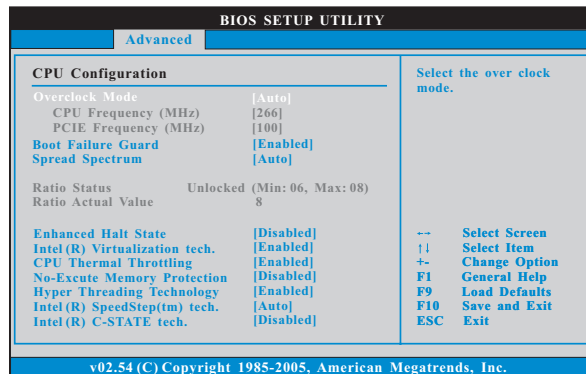 BIOS SETUP UTILITY
Advanced
CPU Configuration
Overclock Mode [Auto]
CPU Frequency (MHz) [266]
PCIE Frequency (MHz) [100]
Boot Failure Guard [Enabled]
Spread Spectrum [Auto]
Ratio Status Unlocked (Min: 06, Max: 08)
Ratio Actual Value 8
Enhanced Halt State [Disabled]
Intel (R) Virtualization tech. [Enabled]
CPU Thermal Throttling [Enabled]
No-Excute Memory Protection [Disabled]
Hyper Threading Technology [Enabled]
Intel (R) SpeedStep(tm) tech. [Auto]
Intel (R) C-STATE tech. [Disabled]
Select the over clock
mode.
←→ Select Screen
↑↓ Select Item
+- Change Option
F1 General Help
F9 Load Defaults
F10 Save and Exit
ESC Exit
v02.54 (C) Copyright 1985-2005, American Megatrends, Inc.